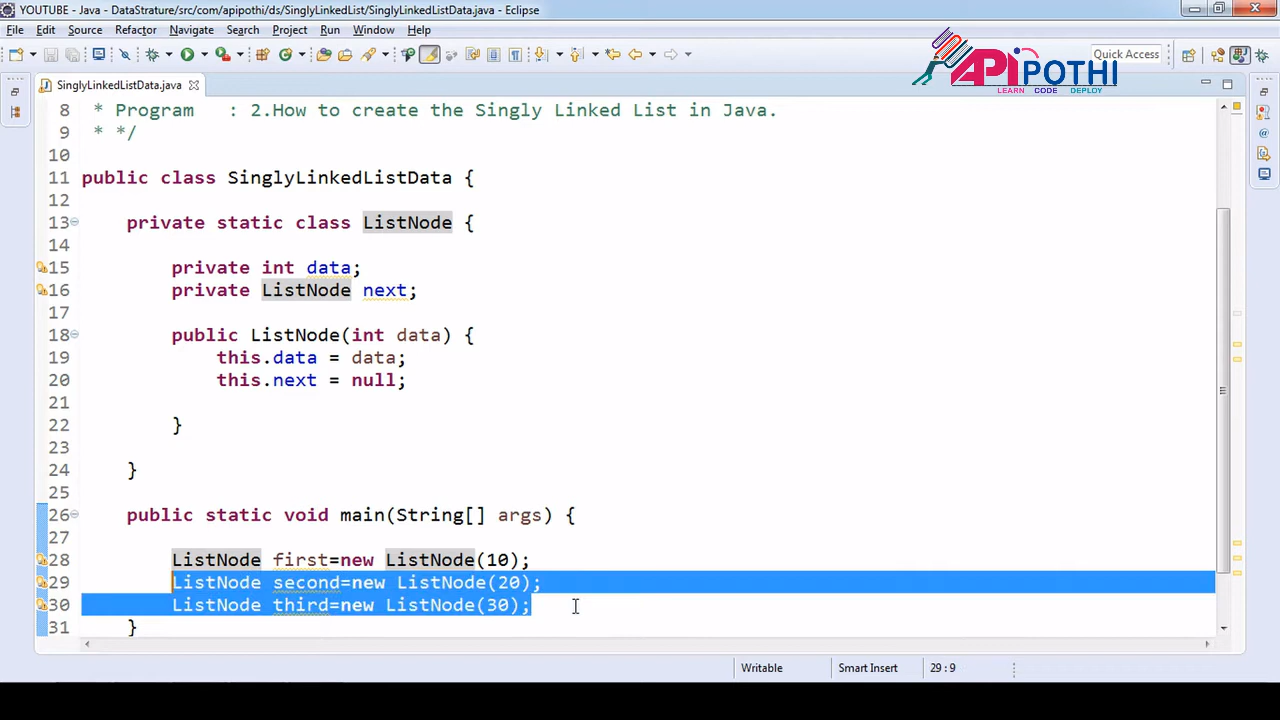 YOUTUBE - Java - DataStrature/src/com/apipothi/ds/SinglyLinkedList/SinglyLinkedListData.java - Eclipse
File Edit Source Refactor Navigate Search Project Run Window Help
Quick Access
APIPOTHI
LEARN CODE DEPLOY
SinglyLinkedListData.java
8 * Program : 2.How to create the Singly Linked List in Java.
9 * */
10
11 public class SinglyLinkedListData {
12
13 private static class ListNode {
14
15 private int data;
16 private ListNode next;
17
18 public ListNode(int data) {
19 this.data = data;
20 this.next = null;
21
22 }
23
24 }
25
26 public static void main(String[] args) {
27
28 ListNode first=new ListNode(10);
29 ListNode second=new ListNode(20);
30 ListNode third=new ListNode(30);
31 }
Writable Smart Insert 29 : 9